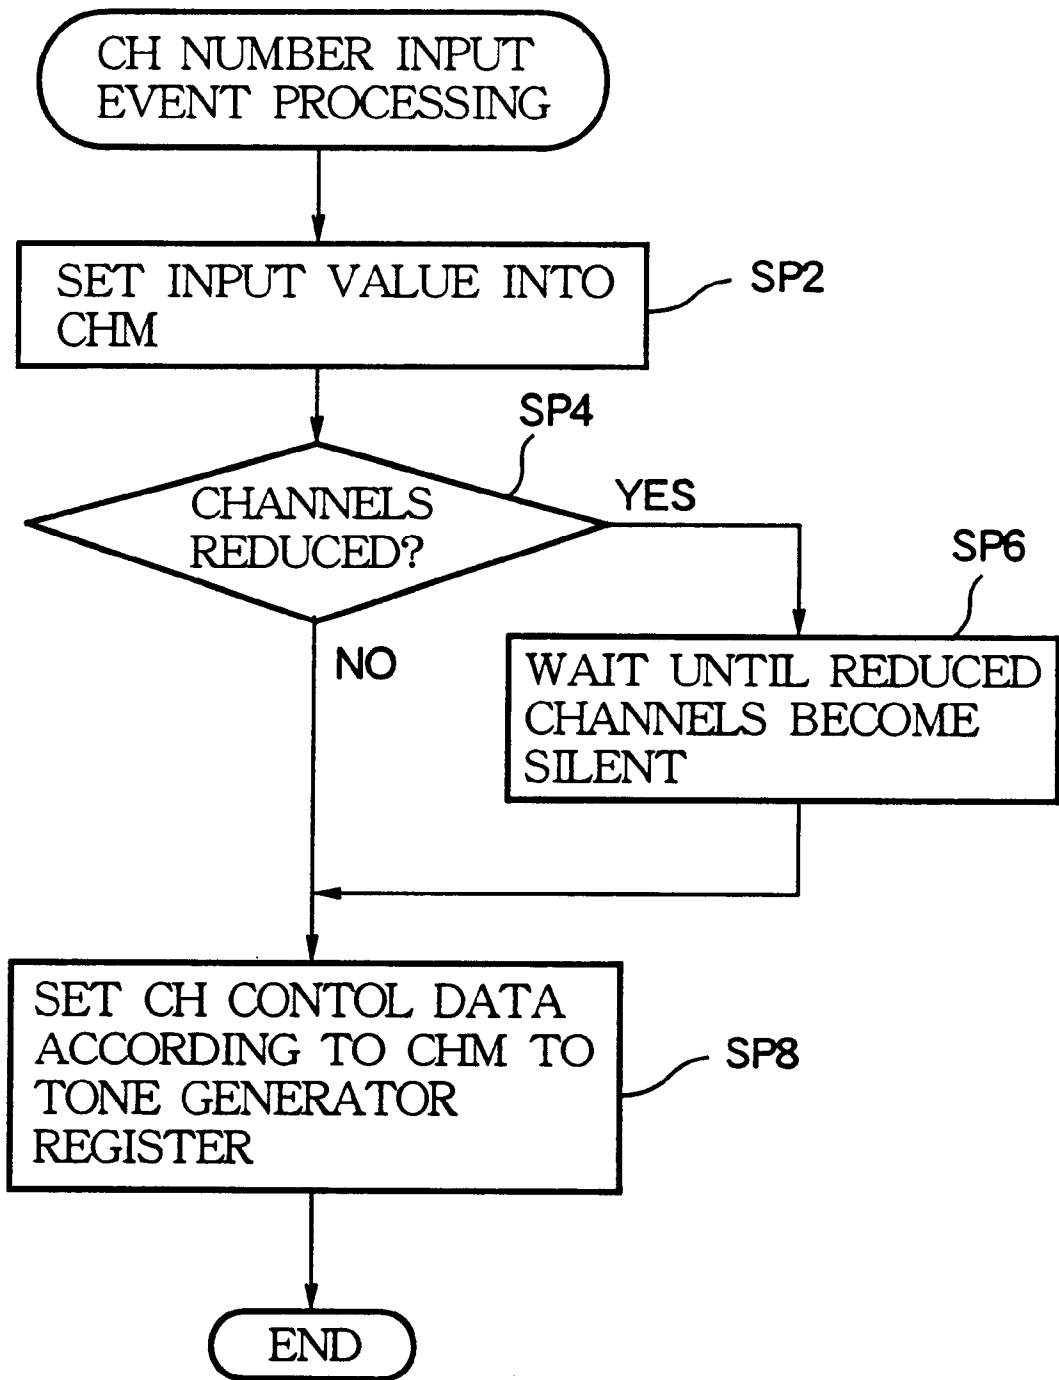 CH NUMBER INPUT
EVENT PROCESSING
SET INPUT VALUE INTO
CHM
SP2
SP4
CHANNELS
REDUCED?
YES
NO
SP6
WAIT UNTIL REDUCED
CHANNELS BECOME
SILENT
SET CH CONTOL DATA
ACCORDING TO CHM TO
TONE GENERATOR
REGISTER
SP8
END